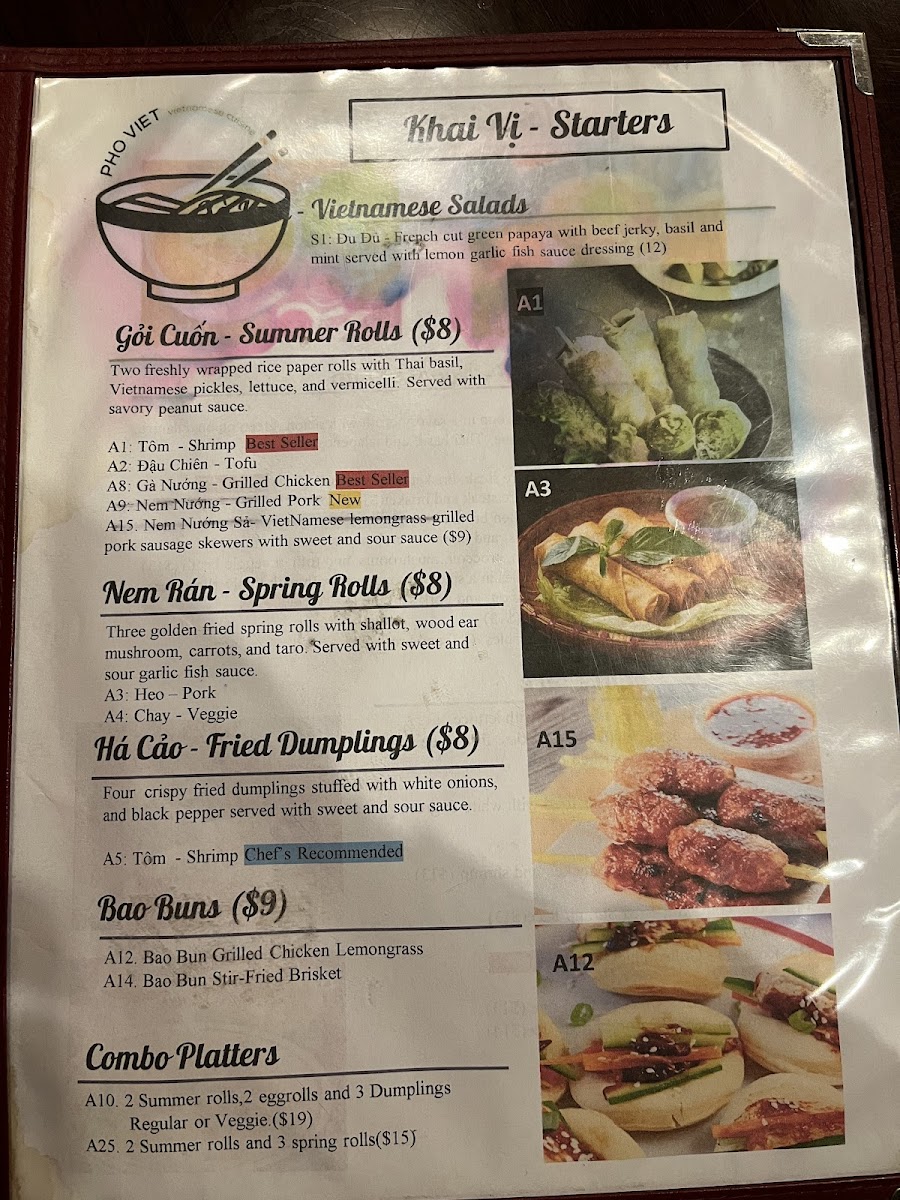 PHO VIET Vietnamese Cuisine
Khai Vị - Starters
- Vietnamese Salads
S1: Đu Đủ - French cut green papaya with beef jerky, basil and
mint served with lemon garlic fish sauce dressing (12)
Gỏi Cuốn - Summer Rolls ($8)
Two freshly wrapped rice paper rolls with Thai basil,
Vietnamese pickles, lettuce, and vermicelli. Served with
savory peanut sauce.
A1: Tôm - Shrimp Best Seller
A2: Đậu Chiên - Tofu
A8: Gà Nướng - Grilled Chicken Best Seller
A9: Nem Nướng - Grilled Pork New
A15. Nem Nướng Sả- VietNamese lemongrass grilled
pork sausage skewers with sweet and sour sauce ($9)
Nem Rán - Spring Rolls ($8)
Three golden fried spring rolls with shallot, wood ear
mushroom, carrots, and taro. Served with sweet and
sour garlic fish sauce.
A3: Heo – Pork
A4: Chay - Veggie
Há Cảo - Fried Dumplings ($8)
Four crispy fried dumplings stuffed with white onions,
and black pepper served with sweet and sour sauce.
A5: Tôm - Shrimp Chef's Recommended
Bao Buns ($9)
A12. Bao Bun Grilled Chicken Lemongrass
A14. Bao Bun Stir-Fried Brisket
Combo Platters
A10. 2 Summer rolls,2 eggrolls and 3 Dumplings
Regular or Veggie.($19)
A25. 2 Summer rolls and 3 spring rolls($15)
A1
A3
A15
A12